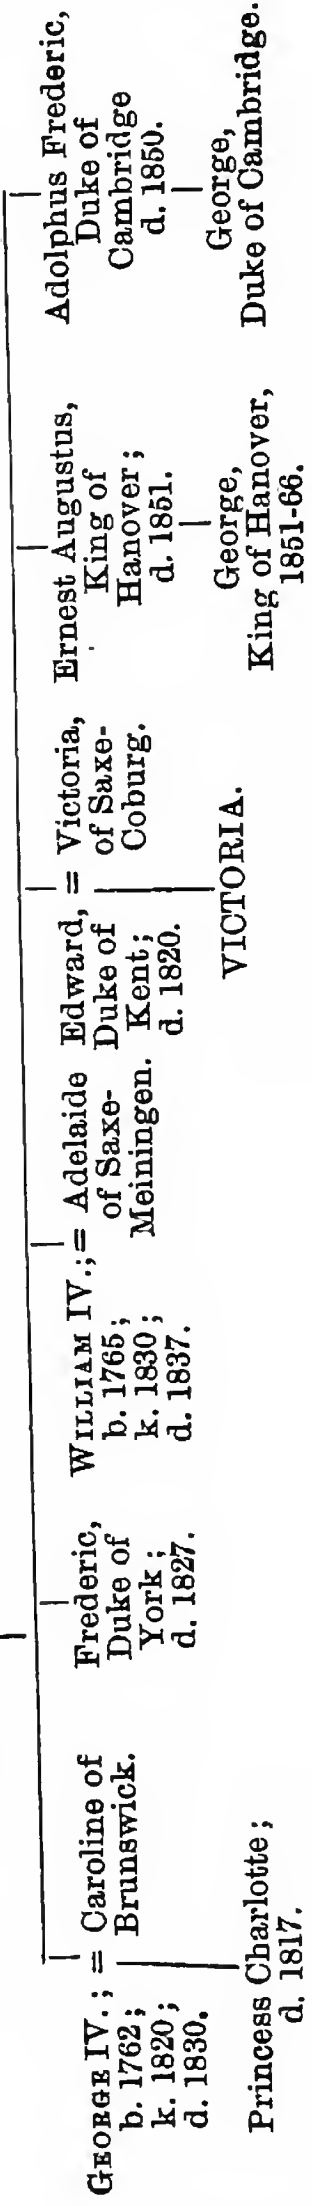 GEORGE IV.; = Caroline of
b. 1762; Brunswick.
k. 1820;
d. 1830.
Princess Charlotte;
d. 1817.
Frederic,
Duke of
York;
d. 1827.
WILLIAM IV.; = Adelaide
b. 1765; of Saxe-
k. 1830; Meiningen.
d. 1837.
Edward, = Victoria,
Duke of of Saxe-
Kent; Coburg.
d. 1820.
VICTORIA.
Ernest Augustus,
King of
Hanover;
d. 1851.
George,
King of Hanover,
1851-66.
Adolphus Frederic,
Duke of
Cambridge
d. 1850.
George,
Duke of Cambridge.